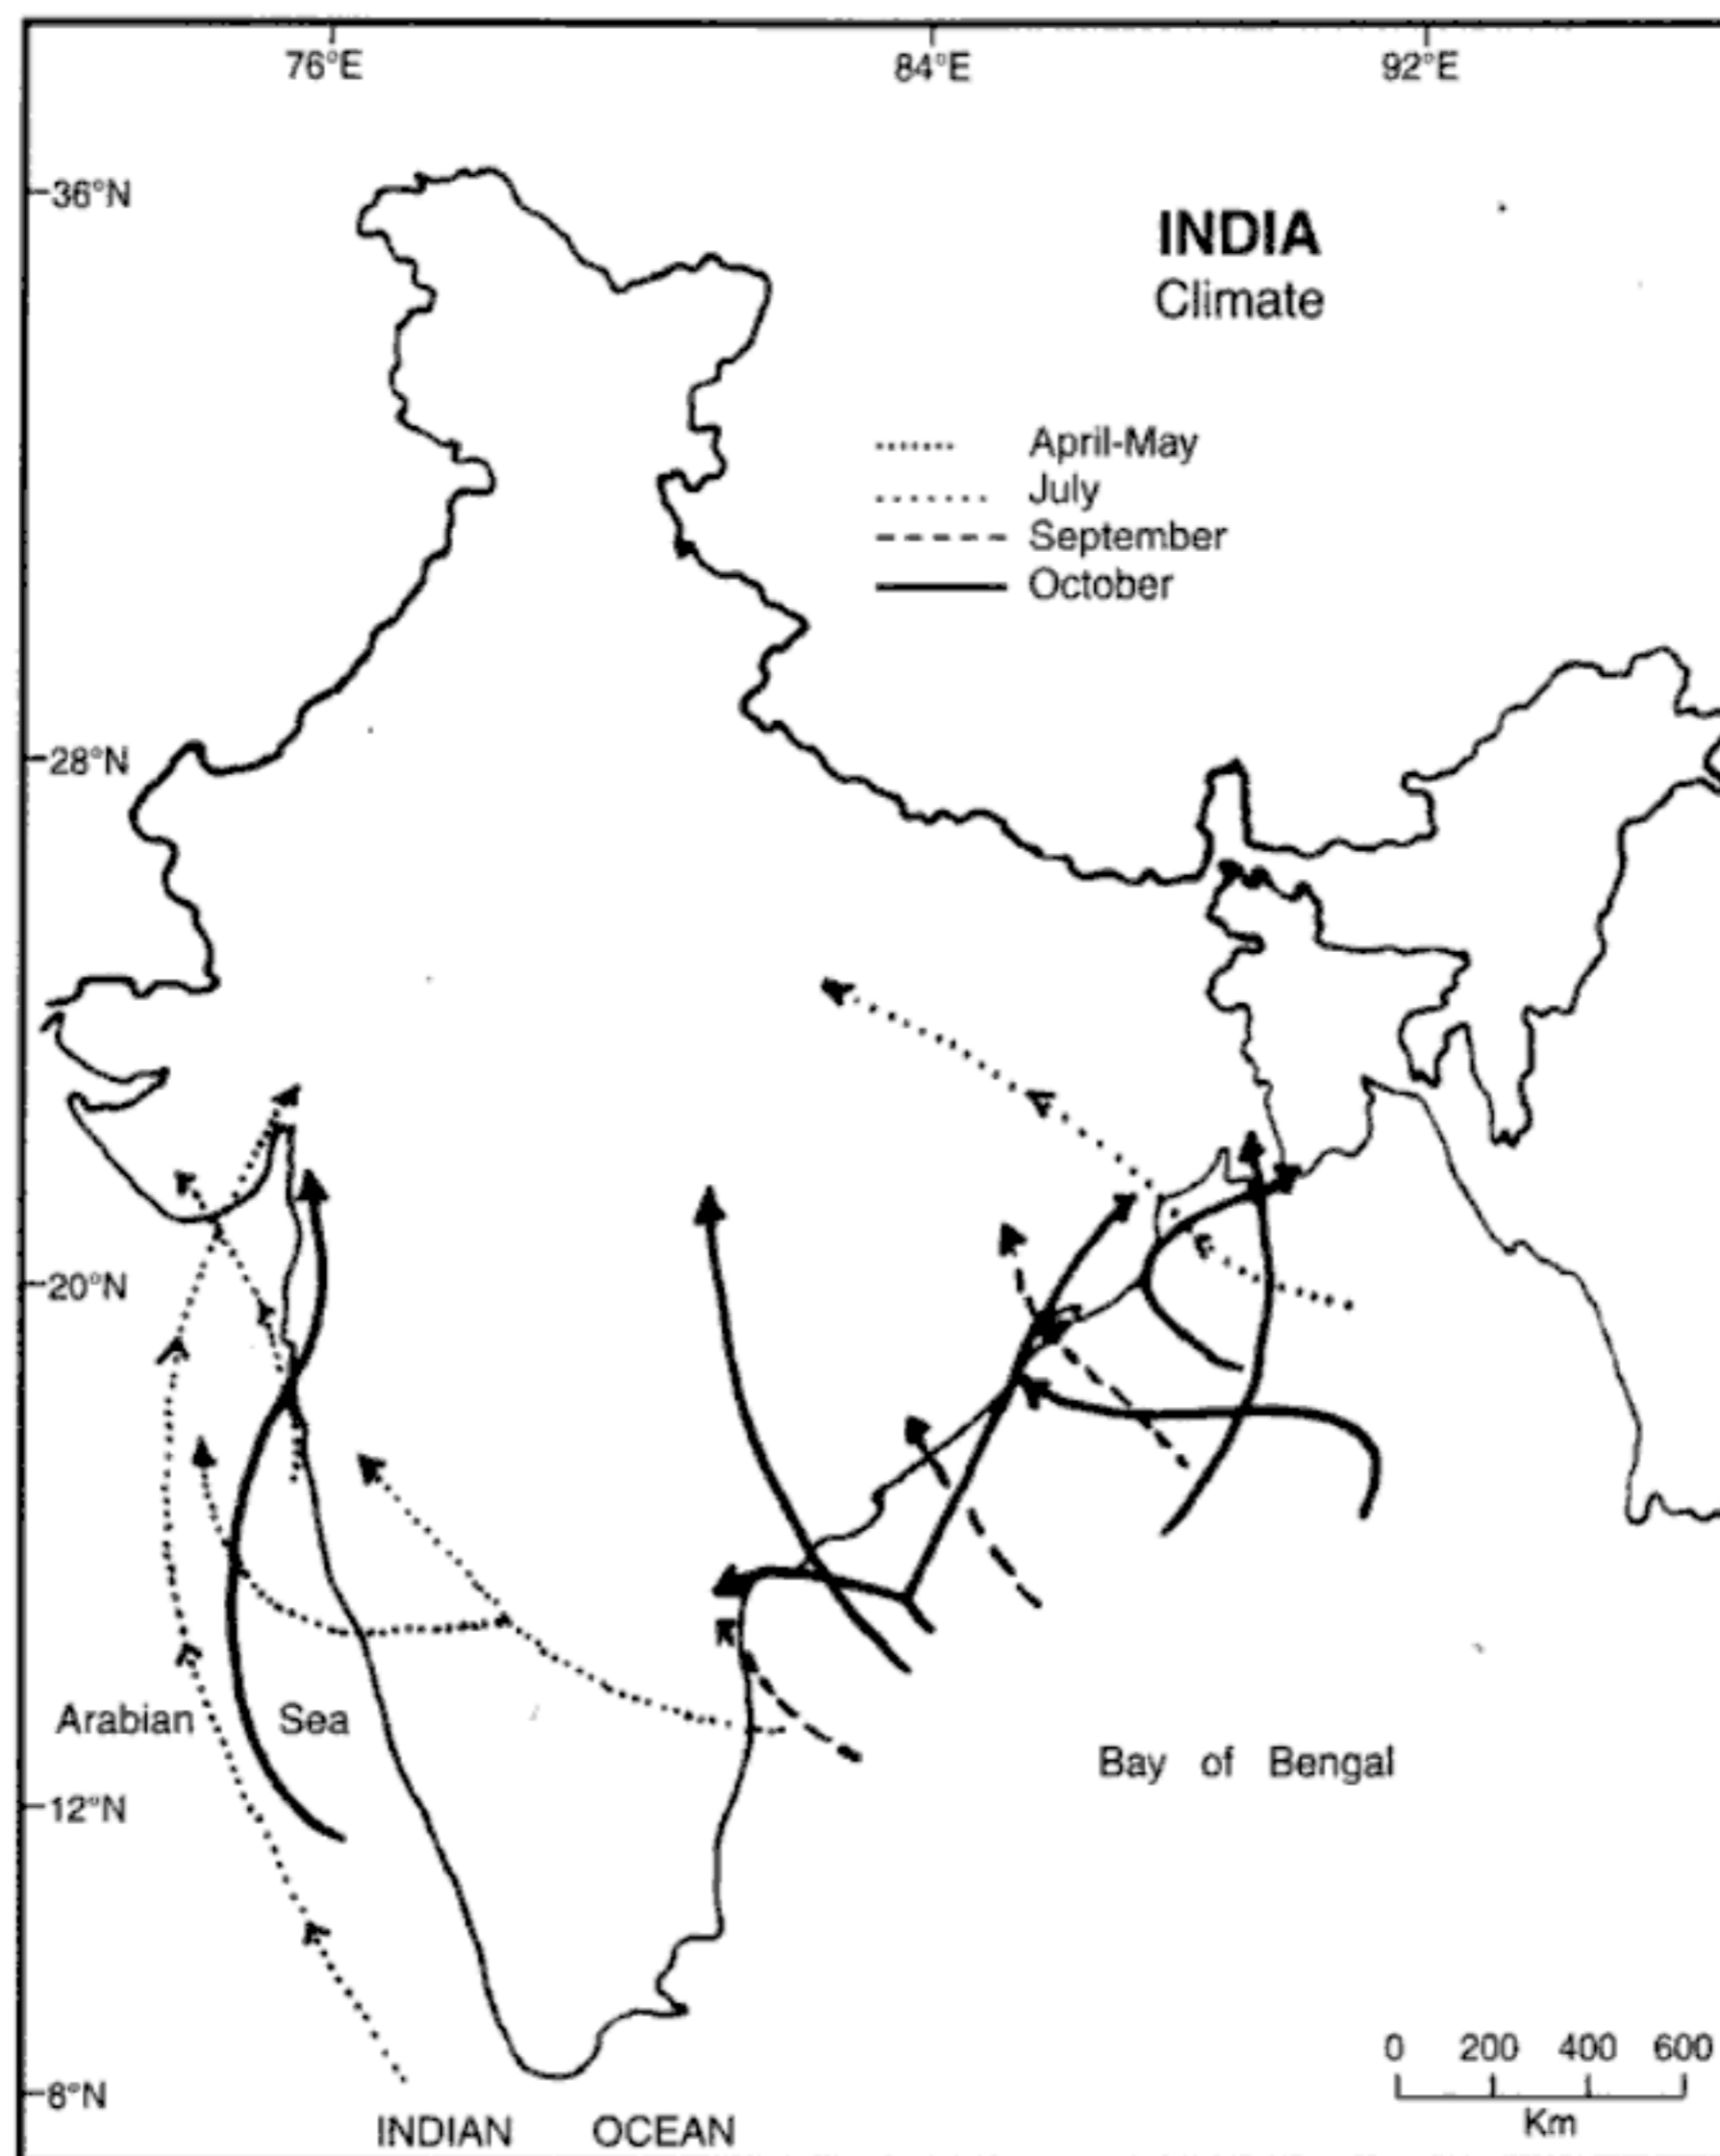 76°E 84°E 92°E
36°N
INDIA
Climate
April-May
July
September
October
28°N
20°N
Arabian Sea
Bay of Bengal
12°N
0 200 400 600
Km
8°N
INDIAN OCEAN